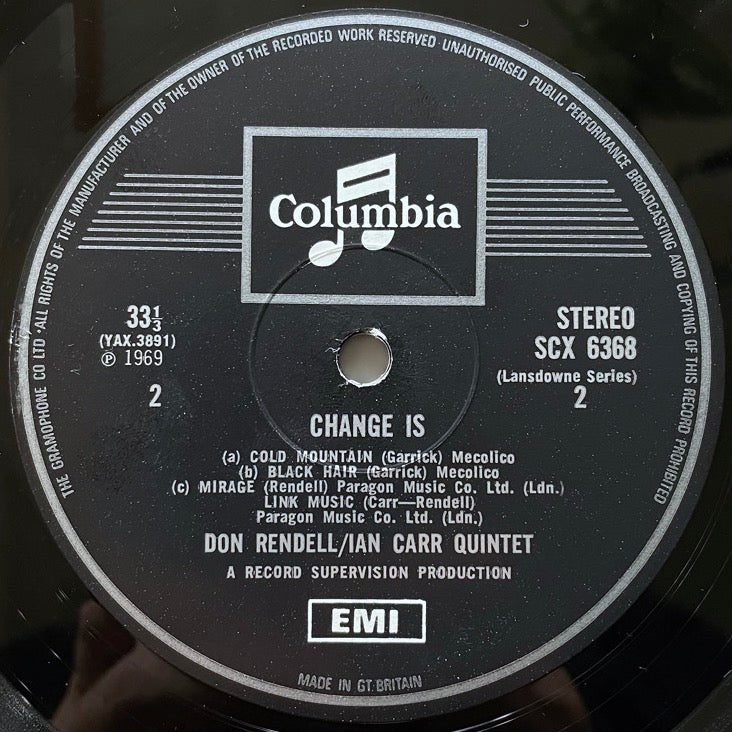 THE GRAMOPHONE CO LTD · ALL RIGHTS OF THE MANUFACTURER AND OF THE OWNER OF THE RECORDED WORK RESERVED · UNAUTHORISED PUBLIC PERFORMANCE BROADCASTING AND COPYING OF THIS RECORD PROHIBITED
Columbia
33⅓
(YAX.3891)
℗ 1969
2
STEREO
SCX 6368
(Lansdowne Series)
2
CHANGE IS
(a) COLD MOUNTAIN (Garrick) Mecolico
(b) BLACK HAIR (Garrick) Mecolico
(c) MIRAGE (Rendell) Paragon Music Co. Ltd. (Ldn.)
LINK MUSIC (Carr—Rendell)
Paragon Music Co. Ltd. (Ldn.)
DON RENDELL/IAN CARR QUINTET
A RECORD SUPERVISION PRODUCTION
EMI
MADE IN GT. BRITAIN